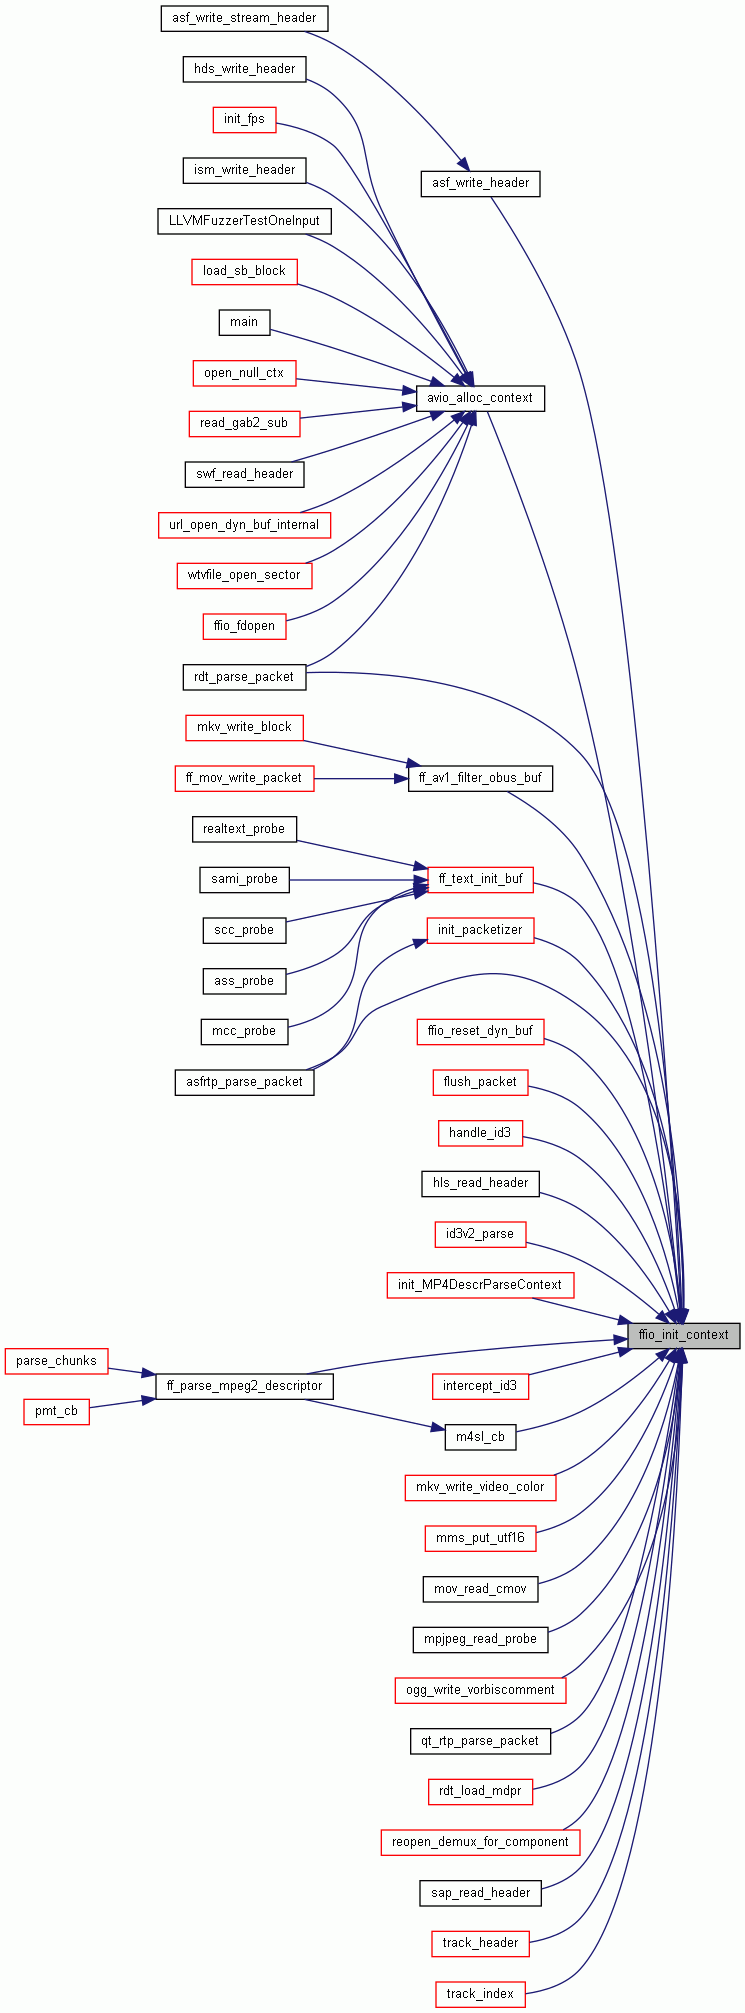 asf_write_stream_header
hds_write_header
init_fps
ism_write_header
asf_write_header
LLVMFuzzerTestOneInput
load_sb_block
main
open_null_ctx
avio_alloc_context
read_gab2_sub
swf_read_header
url_open_dyn_buf_internal
wtvfile_open_sector
ffio_fdopen
rdt_parse_packet
mkv_write_block
ff_mov_write_packet
ff_av1_filter_obus_buf
realtext_probe
sami_probe
ff_text_init_buf
scc_probe
init_packetizer
ass_probe
mcc_probe
ffio_reset_dyn_buf
asfrtp_parse_packet
flush_packet
handle_id3
hls_read_header
id3v2_parse
init_MP4DescrParseContext
ffio_init_context
parse_chunks
ff_parse_mpeg2_descriptor
intercept_id3
pmt_cb
m4sl_cb
mkv_write_video_color
mms_put_utf16
mov_read_cmov
mpjpeg_read_probe
ogg_write_vorbiscomment
qt_rtp_parse_packet
rdt_load_mdpr
reopen_demux_for_component
sap_read_header
track_header
track_index